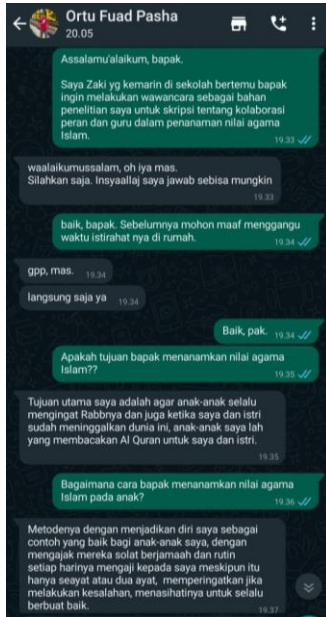 Ortu Fuad Pasha
20.05
Assalamu'alaikum, bapak.
Saya Zaki yg kemarin di sekolah bertemu bapak
ingin melakukan wawancara sebagai bahan
penelitian saya untuk skripsi tentang kolaborasi
peran dan guru dalam penanaman nilai agama
Islam.
19.33
waalaikumussalam, oh iya mas.
Silahkan saja. Insyaallaj saya jawab sebisa mungkin
19.33
baik, bapak. Sebelumnya mohon maaf menggangu
waktu istirahat nya di rumah.
19.34
gpp, mas. 19.34
langsung saja ya 19.34
Baik, pak. 19.34
Apakah tujuan bapak menanamkan nilai agama
Islam??
19.35
Tujuan utama saya adalah agar anak-anak selalu
mengingat Rabbnya dan juga ketika saya dan istri
sudah meninggalkan dunia ini, anak-anak saya lah
yang membacakan Al Quran untuk saya dan istri.
19.35
Bagaimana cara bapak menanamkan nilai agama
Islam pada anak?
19.36
Metodenya dengan menjadikan diri saya sebagai
contoh yang baik bagi anak-anak saya, dengan
mengajak mereka solat berjamaah dan rutin
setiap harinya mengaji kepada saya meskipun itu
hanya seayat atau dua ayat, memperingatkan jika
melakukan kesalahan, menasihatinya untuk selalu
berbuat baik.
19.37